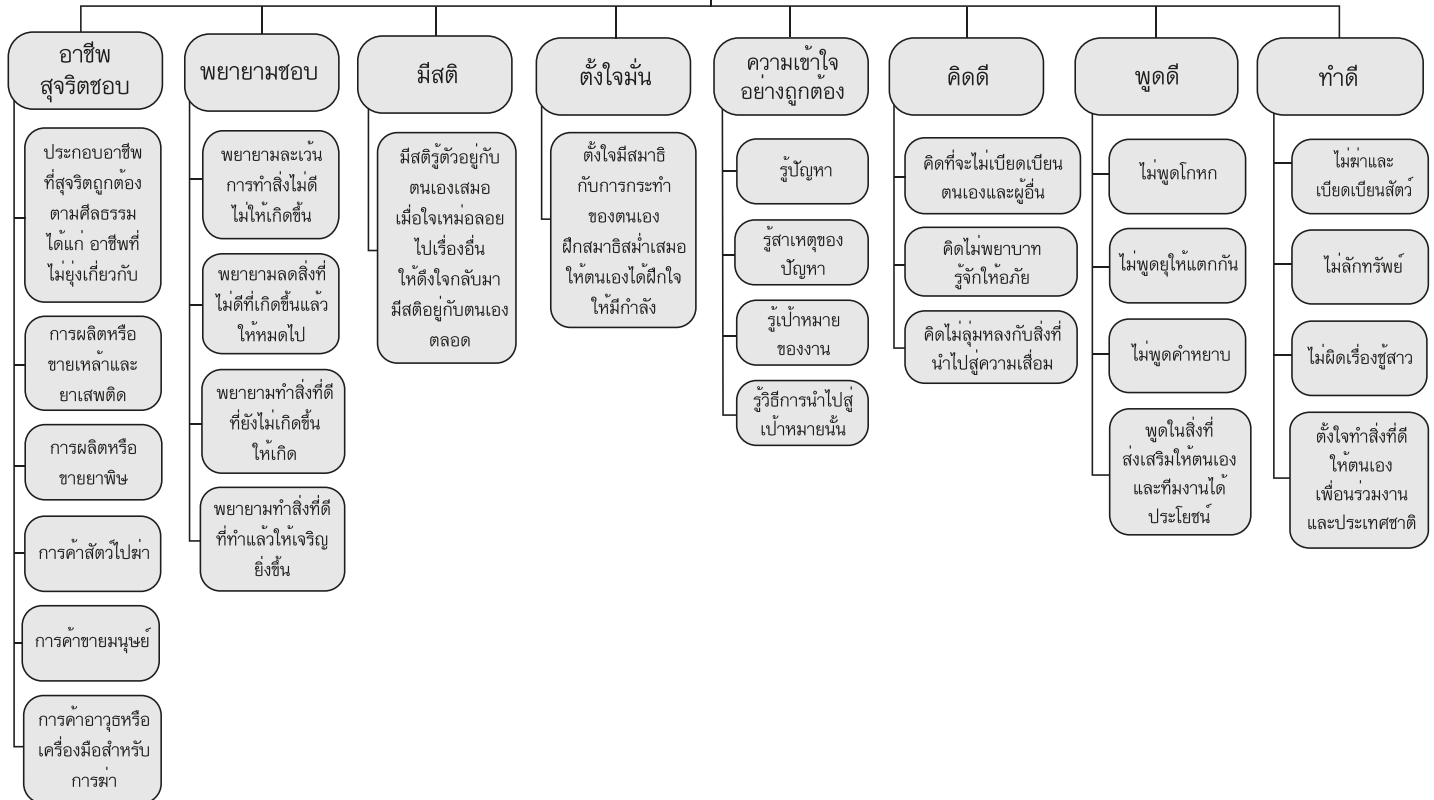 อาชีพ
สุจริตชอบ
ประกอบอาชีพ
ที่สุจริตถูกต้อง
ตามศีลธรรม
ได้แก่ อาชีพที่
ไม่ยุ่งเกี่ยวกับ
การผลิตหรือ
ขายเหล้าและ
ยาเสพติด
การผลิตหรือ
ขายยาพิษ
การค้าสัตว์ไปฆ่า
การค้าขายมนุษย์
การค้าอาวุธหรือ
เครื่องมือสำหรับ
การฆ่า
พยายามชอบ
พยายามละเว้น
การทำสิ่งไม่ดี
ไม่ให้เกิดขึ้น
พยายามลดสิ่งที่
ไม่ดีที่เกิดขึ้นแล้ว
ให้หมดไป
พยายามทำสิ่งที่ดี
ที่ยังไม่เกิดขึ้น
ให้เกิด
พยายามทำสิ่งที่ดี
ที่ทำแล้วให้เจริญ
ยิ่งขึ้น
มีสติ
มีสติรู้ตัวอยู่กับ
ตนเองเสมอ
เมื่อใจเหม่อลอย
ไปเรื่องอื่น
ให้ดึงใจกลับมา
มีสติอยู่กับตนเอง
ตลอด
ตั้งใจมั่น
ตั้งใจมีสมาธิ
กับการกระทำ
ของตนเอง
ฝึกสมาธิสม่ำเสมอ
ให้ตนเองได้ฝึกใจ
ให้มีกำลัง
ความเข้าใจ
อย่างถูกต้อง
รู้ปัญหา
รู้สาเหตุของ
ปัญหา
รู้เป้าหมาย
ของงาน
รู้วิธีการนำไปสู่
เป้าหมายนั้น
คิดดี
คิดที่จะไม่เบียดเบียน
ตนเองและผู้อื่น
คิดไม่พยาบาท
รู้จักให้อภัย
คิดไม่ลุ่มหลงกับสิ่งที่
นำไปสู่ความเสื่อม
พูดดี
ไม่พูดโกหก
ไม่พูดยุให้แตกกัน
ไม่พูดคำหยาบ
พูดในสิ่งที่
ส่งเสริมให้ตนเอง
และทีมงานได้
ประโยชน์
ทำดี
ไม่ฆ่าและ
เบียดเบียนสัตว์
ไม่ลักทรัพย์
ไม่ผิดเรื่องชู้สาว
ตั้งใจทำสิ่งที่ดี
ให้ตนเอง
เพื่อนร่วมงาน
และประเทศชาติ